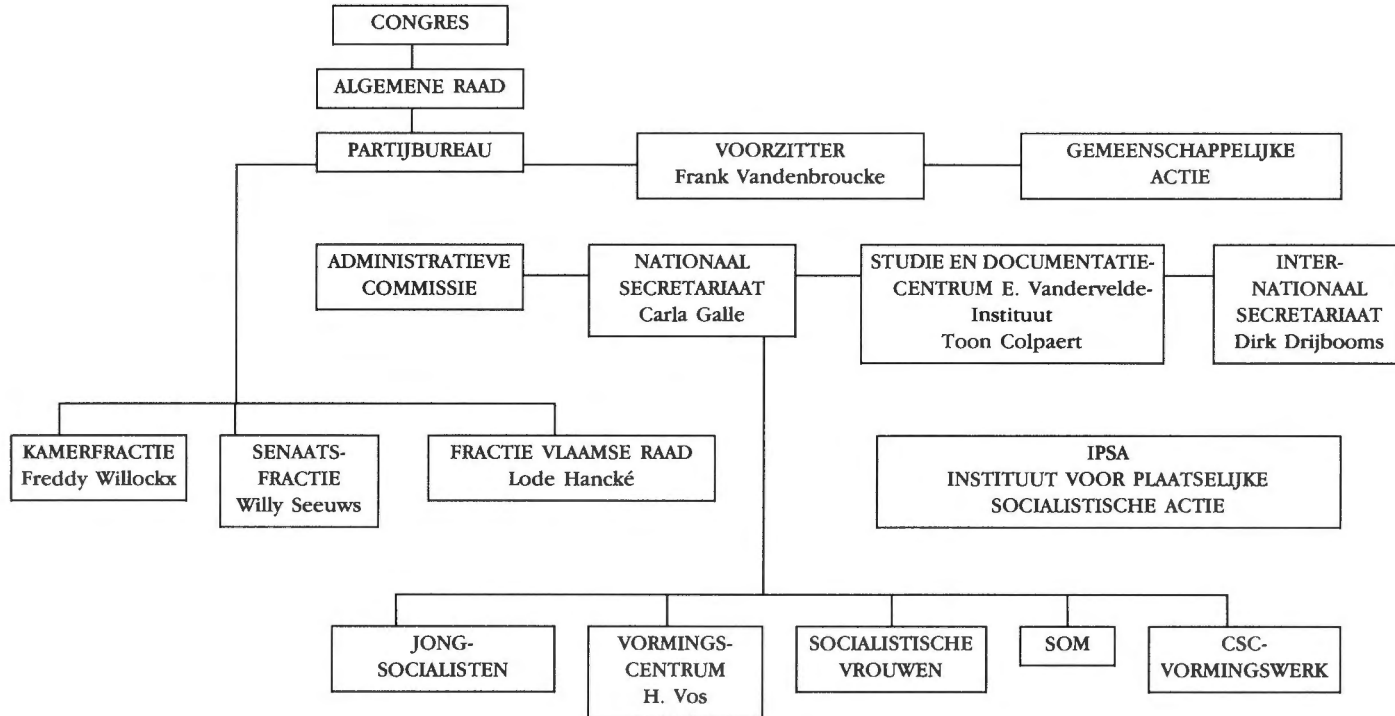 CONGRES
ALGEMENE RAAD
PARTIJBUREAU
VOORZITTER
Frank Vandenbroucke
GEMEENSCHAPPELIJKE
ACTIE
ADMINISTRATIEVE
COMMISSIE
NATIONAAL
SECRETARIAAT
Carla Galle
STUDIE EN DOCUMENTATIE-
CENTRUM E. Vandervelde-
Instituut
Toon Colpaert
INTER-
NATIONAAL
SECRETARIAAT
Dirk Drijbooms
KAMERFRACTIE
Freddy Willockx
SENAATS-
FRACTIE
Willy Seeuws
FRACTIE VLAAMSE RAAD
Lode Hancké
IPSA
INSTITUUT VOOR PLAATSELIJKE
SOCIALISTISCHE ACTIE
JONG-
SOCIALISTEN
VORMINGS-
CENTRUM
H. Vos
SOCIALISTISCHE
VROUWEN
SOM
CSC-
VORMINGSWERK